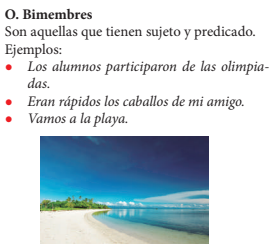 O. Bimembres
Son aquellas que tienen sujeto y predicado.
Ejemplos:
● Los alumnos participaron de las olimpia-
das.
● Eran rápidos los caballos de mi amigo.
● Vamos a la playa.